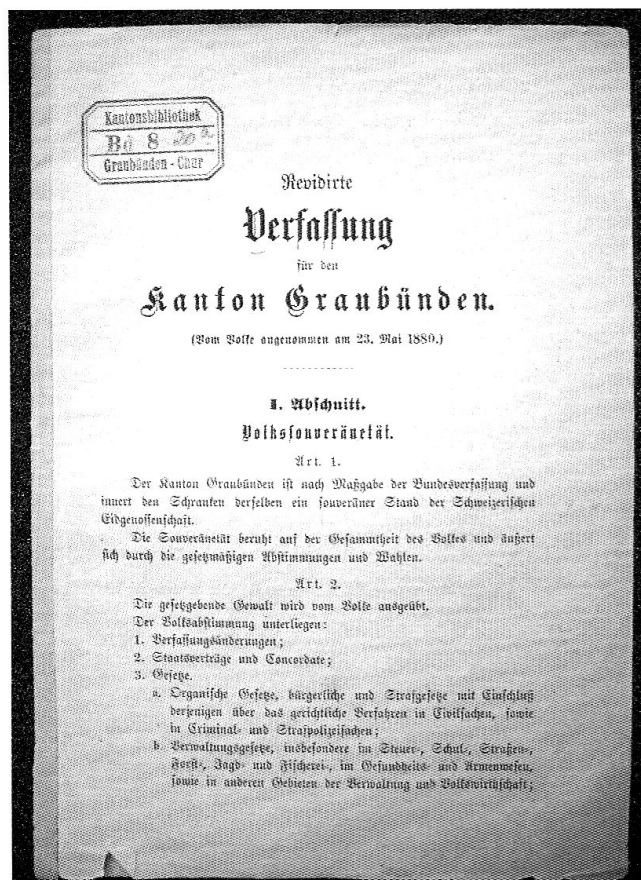 Kantonsbibliothek
Bd 8 20
Graubünden - Chur
Revidirte
Verfassung
für den
Kanton Graubünden.
(Vom Volke angenommen am 23. Mai 1880.)
I. Abschnitt.
Volkssouveränetät.
Art. 1.
Der Kanton Graubünden ist nach Maßgabe der Bundesverfassung und
innert den Schranken derselben ein souveräner Stand der Schweizerischen
Eidgenossenschaft.
Die Souveränetät beruht auf der Gesammtheit des Volkes und äußert
sich durch die gesetzmäßigen Abstimmungen und Wahlen.
Art. 2.
Die gesetzgebende Gewalt wird vom Volke ausgeübt.
Der Volksabstimmung unterliegen:
1. Verfassungsänderungen;
2. Staatsverträge und Concordate;
3. Gesetze.
a. Organische Gesetze, bürgerliche und Strafgesetze mit Einschluß
derjenigen über das gerichtliche Verfahren in Civilsachen, sowie
in Criminal- und Strafpolizeisachen;
b. Verwaltungsgesetze, insbesondere im Steuer-, Schul-, Straßen-,
Forst-, Jagd- und Fischerei-, im Gesundheits- und Armenwesen,
sowie in anderen Gebieten der Verwaltung und Volkswirthschaft;